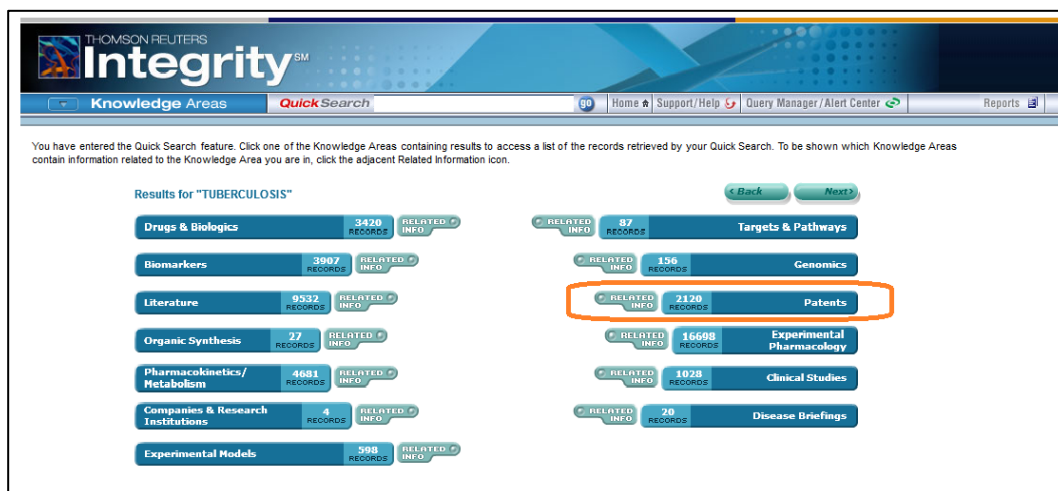 THOMSON REUTERS
Integrity SM
Knowledge Areas
QuickSearch
go
Home
Support/Help
Query Manager/Alert Center
Reports
You have entered the Quick Search feature. Click one of the Knowledge Areas containing results to access a list of the records retrieved by your Quick Search. To be shown which Knowledge Areas
contain information related to the Knowledge Area you are in, click the adjacent Related Information icon.
Results for "TUBERCULOSIS"
< Back
Next >
Drugs & Biologics
3420
RECORDS
RELATED
INFO
RELATED
INFO
87
RECORDS
Targets & Pathways
Biomarkers
3907
RECORDS
RELATED
INFO
RELATED
INFO
156
RECORDS
Genomics
Literature
9532
RECORDS
RELATED
INFO
RELATED
INFO
2120
RECORDS
Patents
Organic Synthesis
27
RECORDS
RELATED
INFO
RELATED
INFO
16698
RECORDS
Experimental
Pharmacology
Pharmacokinetics/
Metabolism
4681
RECORDS
RELATED
INFO
RELATED
INFO
1028
RECORDS
Clinical Studies
Companies & Research
Institutions
4
RECORDS
RELATED
INFO
RELATED
INFO
20
RECORDS
Disease Briefings
Experimental Models
598
RECORDS
RELATED
INFO